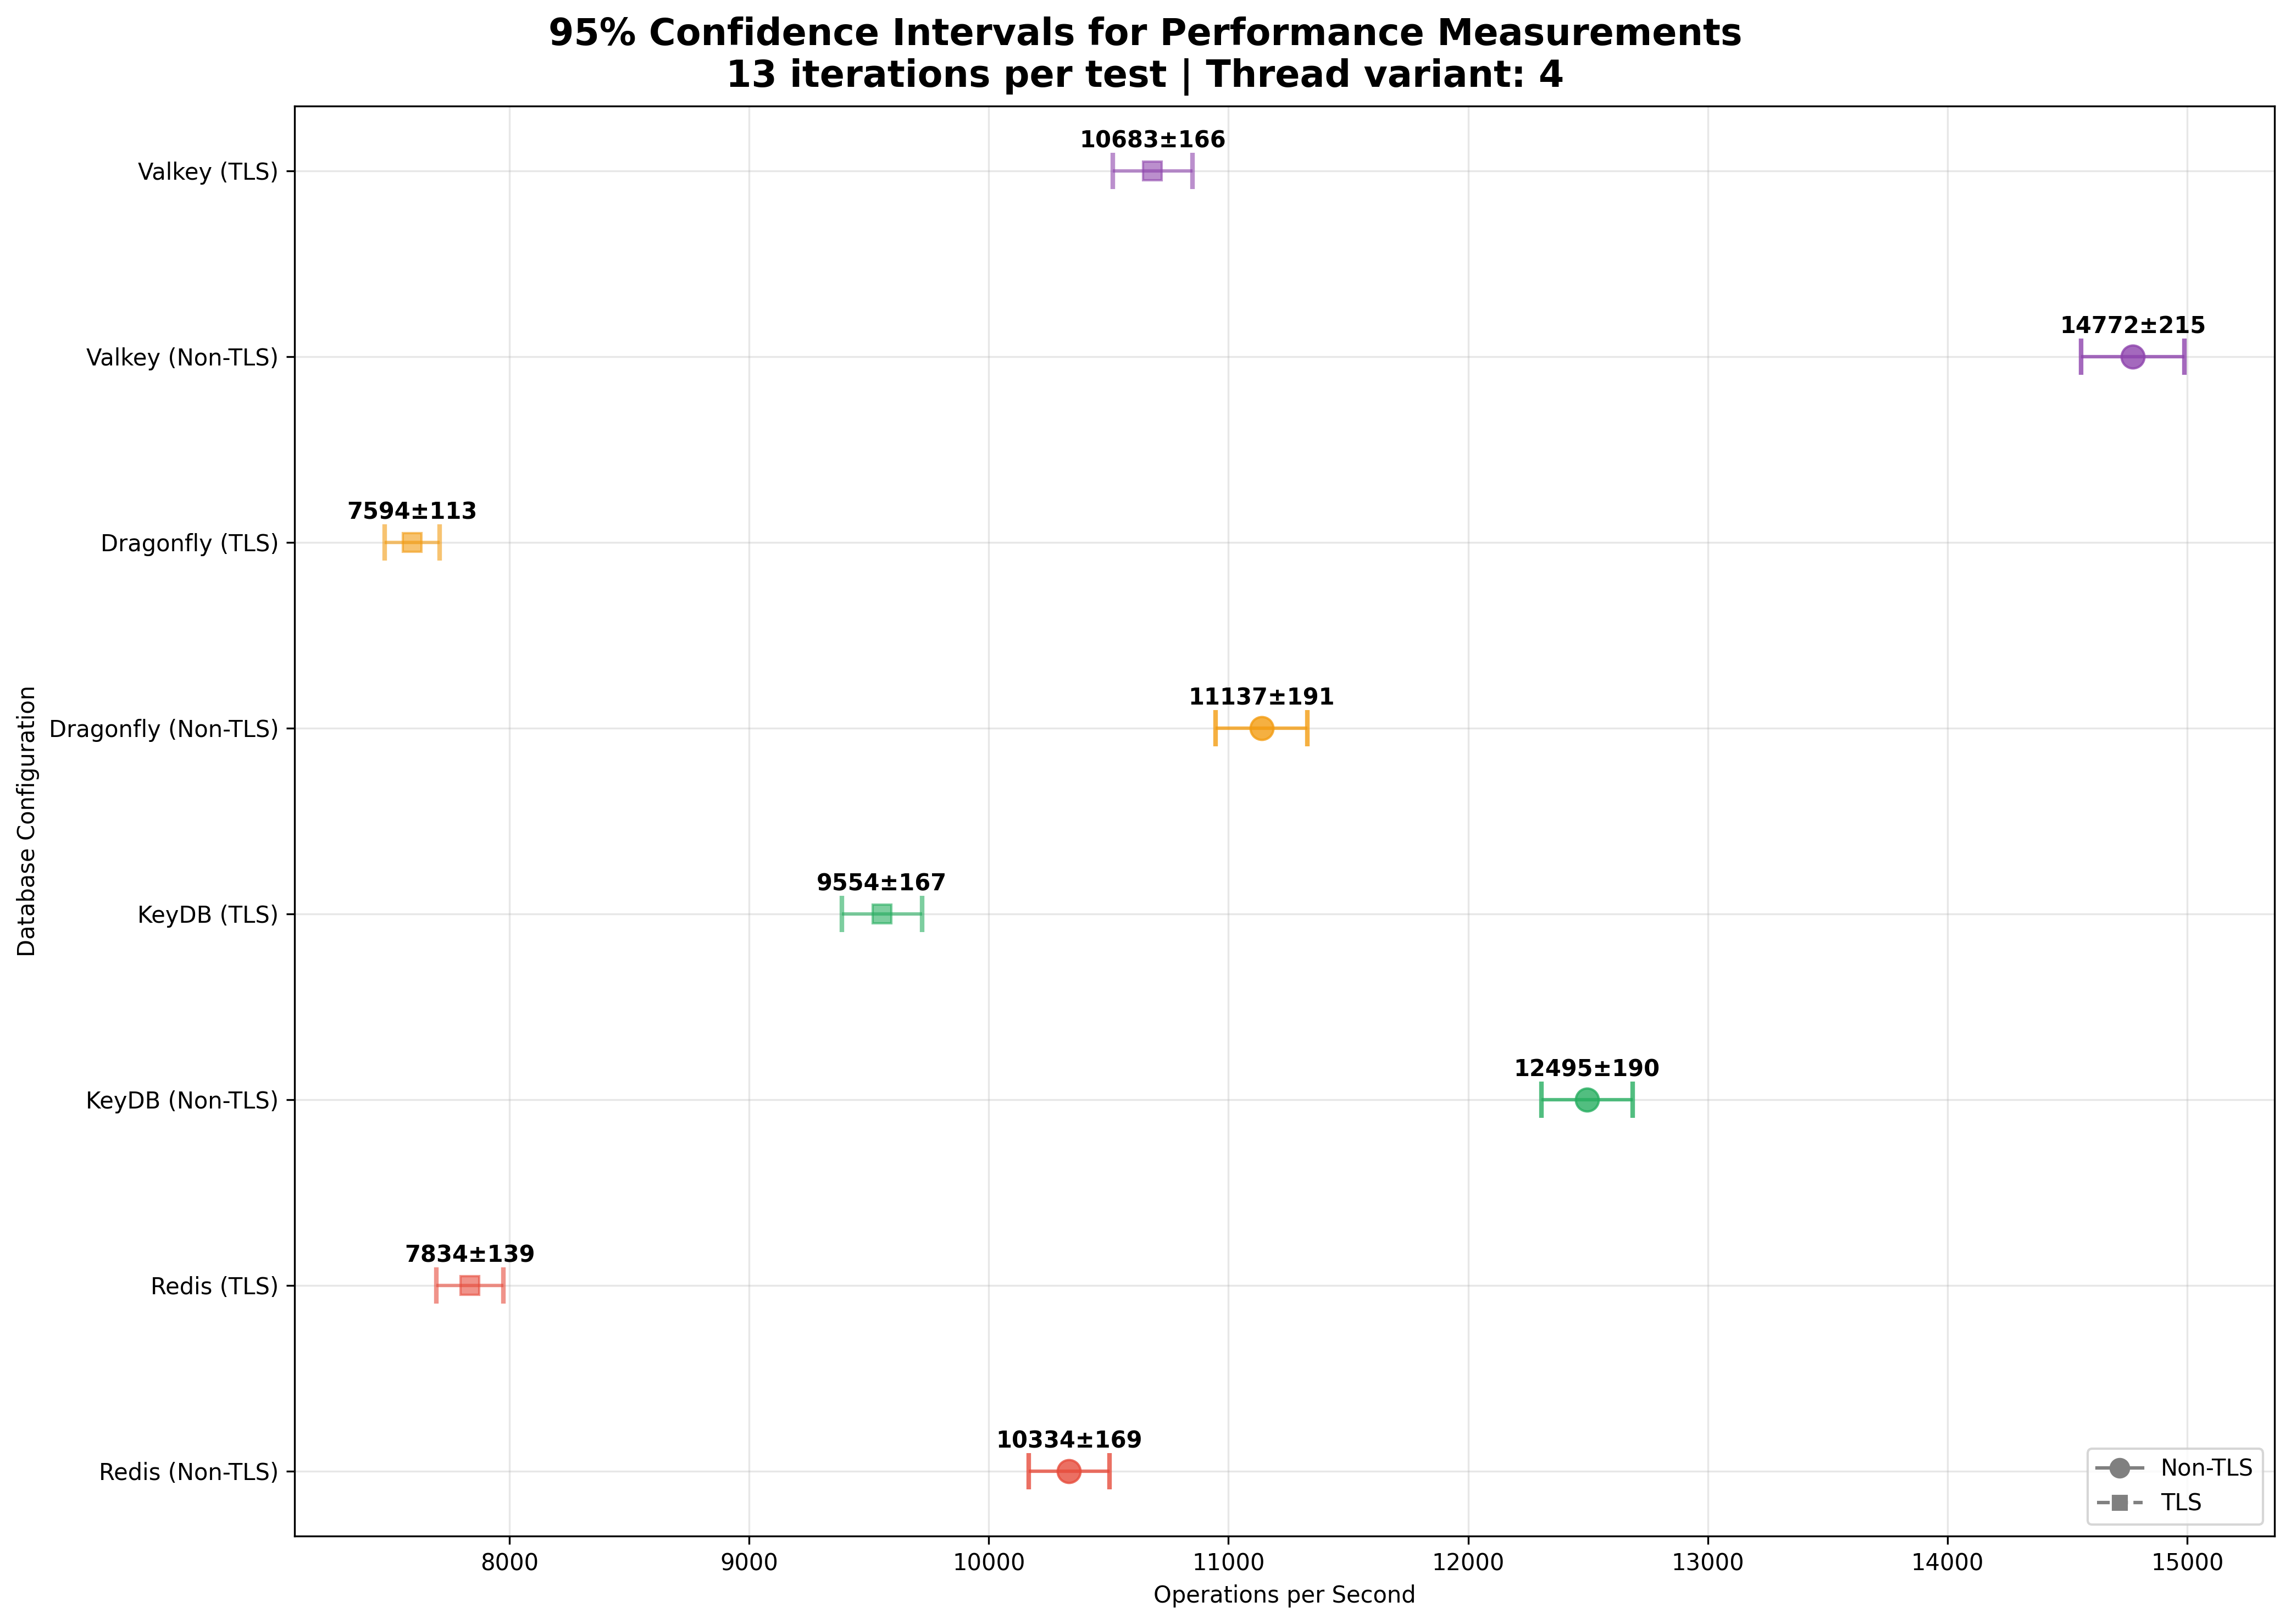 95% Confidence Intervals for Performance Measurements
13 iterations per test | Thread variant: 4
Database Configuration
Valkey (TLS)
10683±166
Valkey (Non-TLS)
14772±215
Dragonfly (TLS)
7594±113
Dragonfly (Non-TLS)
11137±191
KeyDB (TLS)
9554±167
KeyDB (Non-TLS)
12495±190
Redis (TLS)
7834±139
Redis (Non-TLS)
10334±169
Non-TLS
TLS
8000 9000 10000 11000 12000 13000 14000 15000
Operations per Second